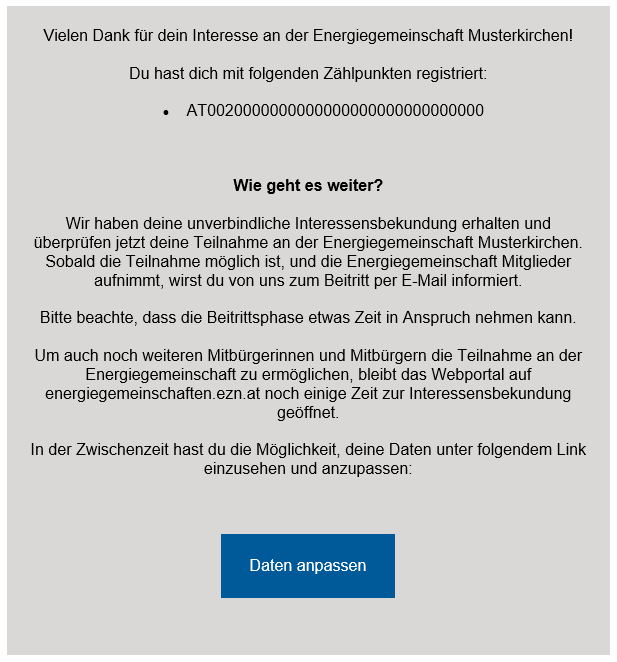 Vielen Dank für dein Interesse an der Energiegemeinschaft Musterkirchen!
Du hast dich mit folgenden Zählpunkten registriert:
• AT0020000000000000000000000000000
Wie geht es weiter?
Wir haben deine unverbindliche Interessensbekundung erhalten und
überprüfen jetzt deine Teilnahme an der Energiegemeinschaft Musterkirchen.
Sobald die Teilnahme möglich ist, und die Energiegemeinschaft Mitglieder
aufnimmt, wirst du von uns zum Beitritt per E-Mail informiert.
Bitte beachte, dass die Beitrittsphase etwas Zeit in Anspruch nehmen kann.
Um auch noch weiteren Mitbürgerinnen und Mitbürgern die Teilnahme an der
Energiegemeinschaft zu ermöglichen, bleibt das Webportal auf
energiegemeinschaften.ezn.at noch einige Zeit zur Interessensbekundung
geöffnet.
In der Zwischenzeit hast du die Möglichkeit, deine Daten unter folgendem Link
einzusehen und anzupassen:
Daten anpassen